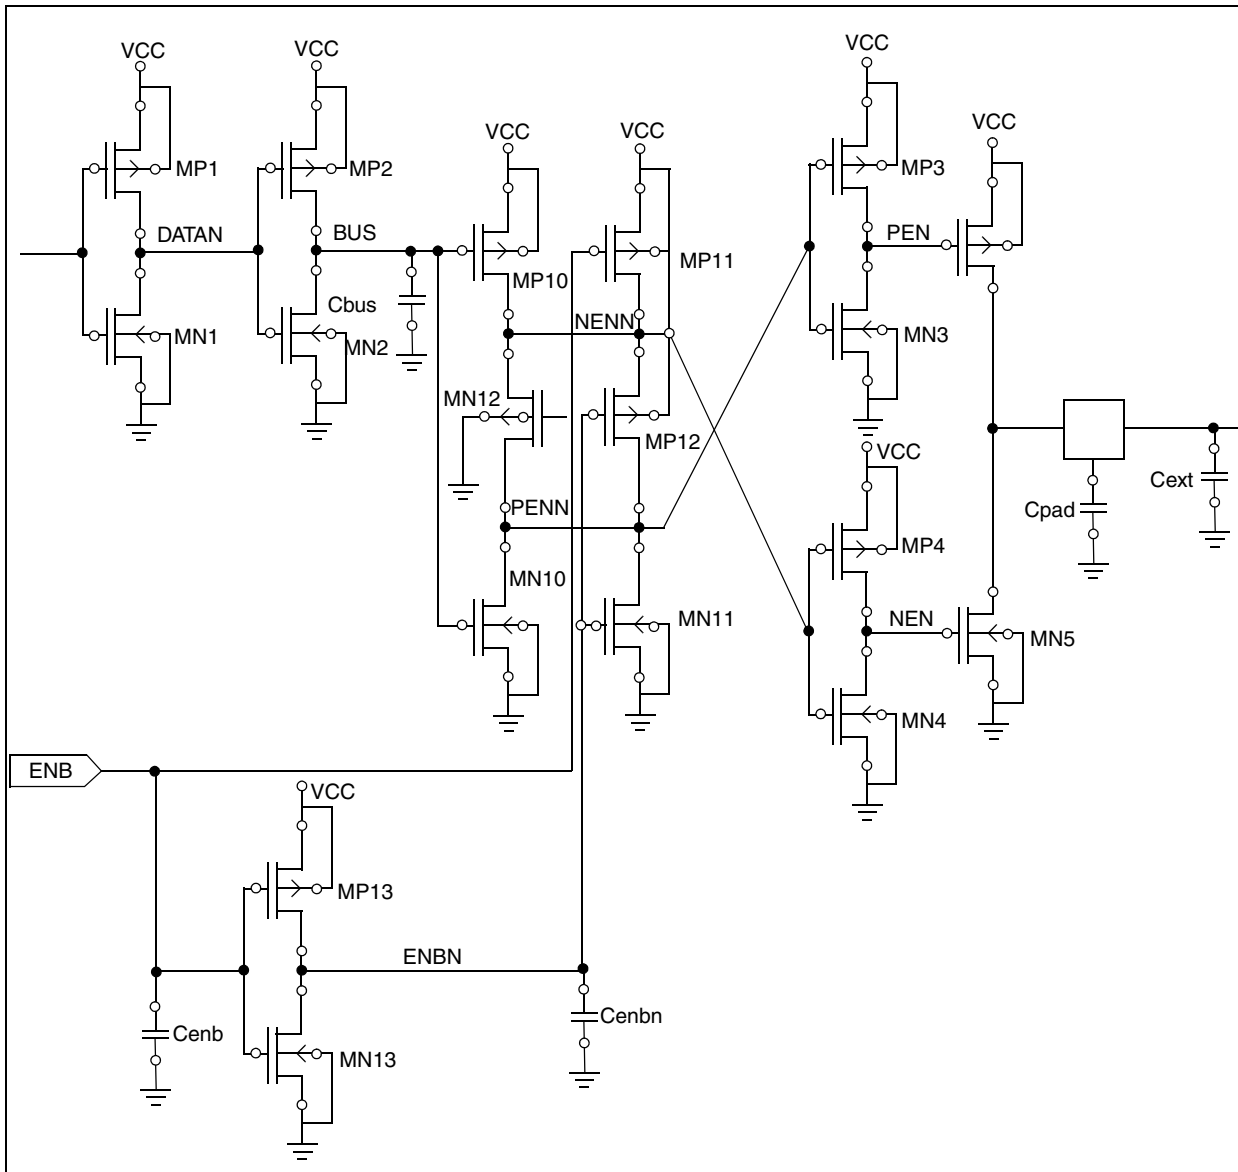 VCC
VCC
VCC
VCC
VCC
VCC
MP1
MP2
MP3
DATAN
BUS
PEN
MP10
MP11
Cbus
NENN
MN1
MN2
MN3
MN12
MP12
VCC
Cext
Cpad
PENN
MP4
MN10
MN11
NEN
MN5
MN4
ENB
VCC
MP13
ENBN
Cenb
Cenbn
MN13